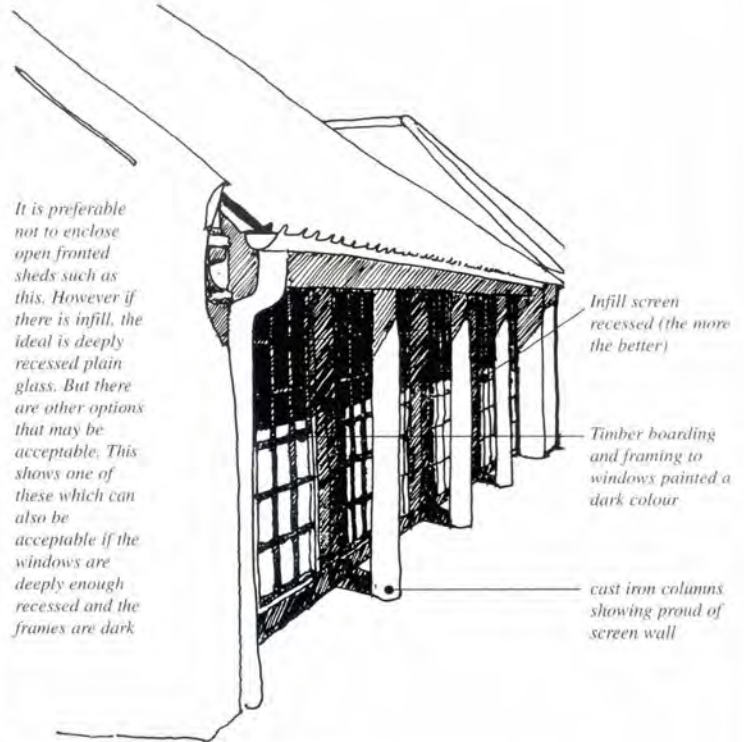 It is preferable
not to enclose
open fronted
sheds such as
this. However if
there is infill, the
ideal is deeply
recessed plain
glass. But there
are other options
that may be
acceptable. This
shows one of
these which can
also be
acceptable if the
windows are
deeply enough
recessed and the
frames are dark
Infill screen
recessed (the more
the better)
Timber boarding
and framing to
windows painted a
dark colour
cast iron columns
showing proud of
screen wall